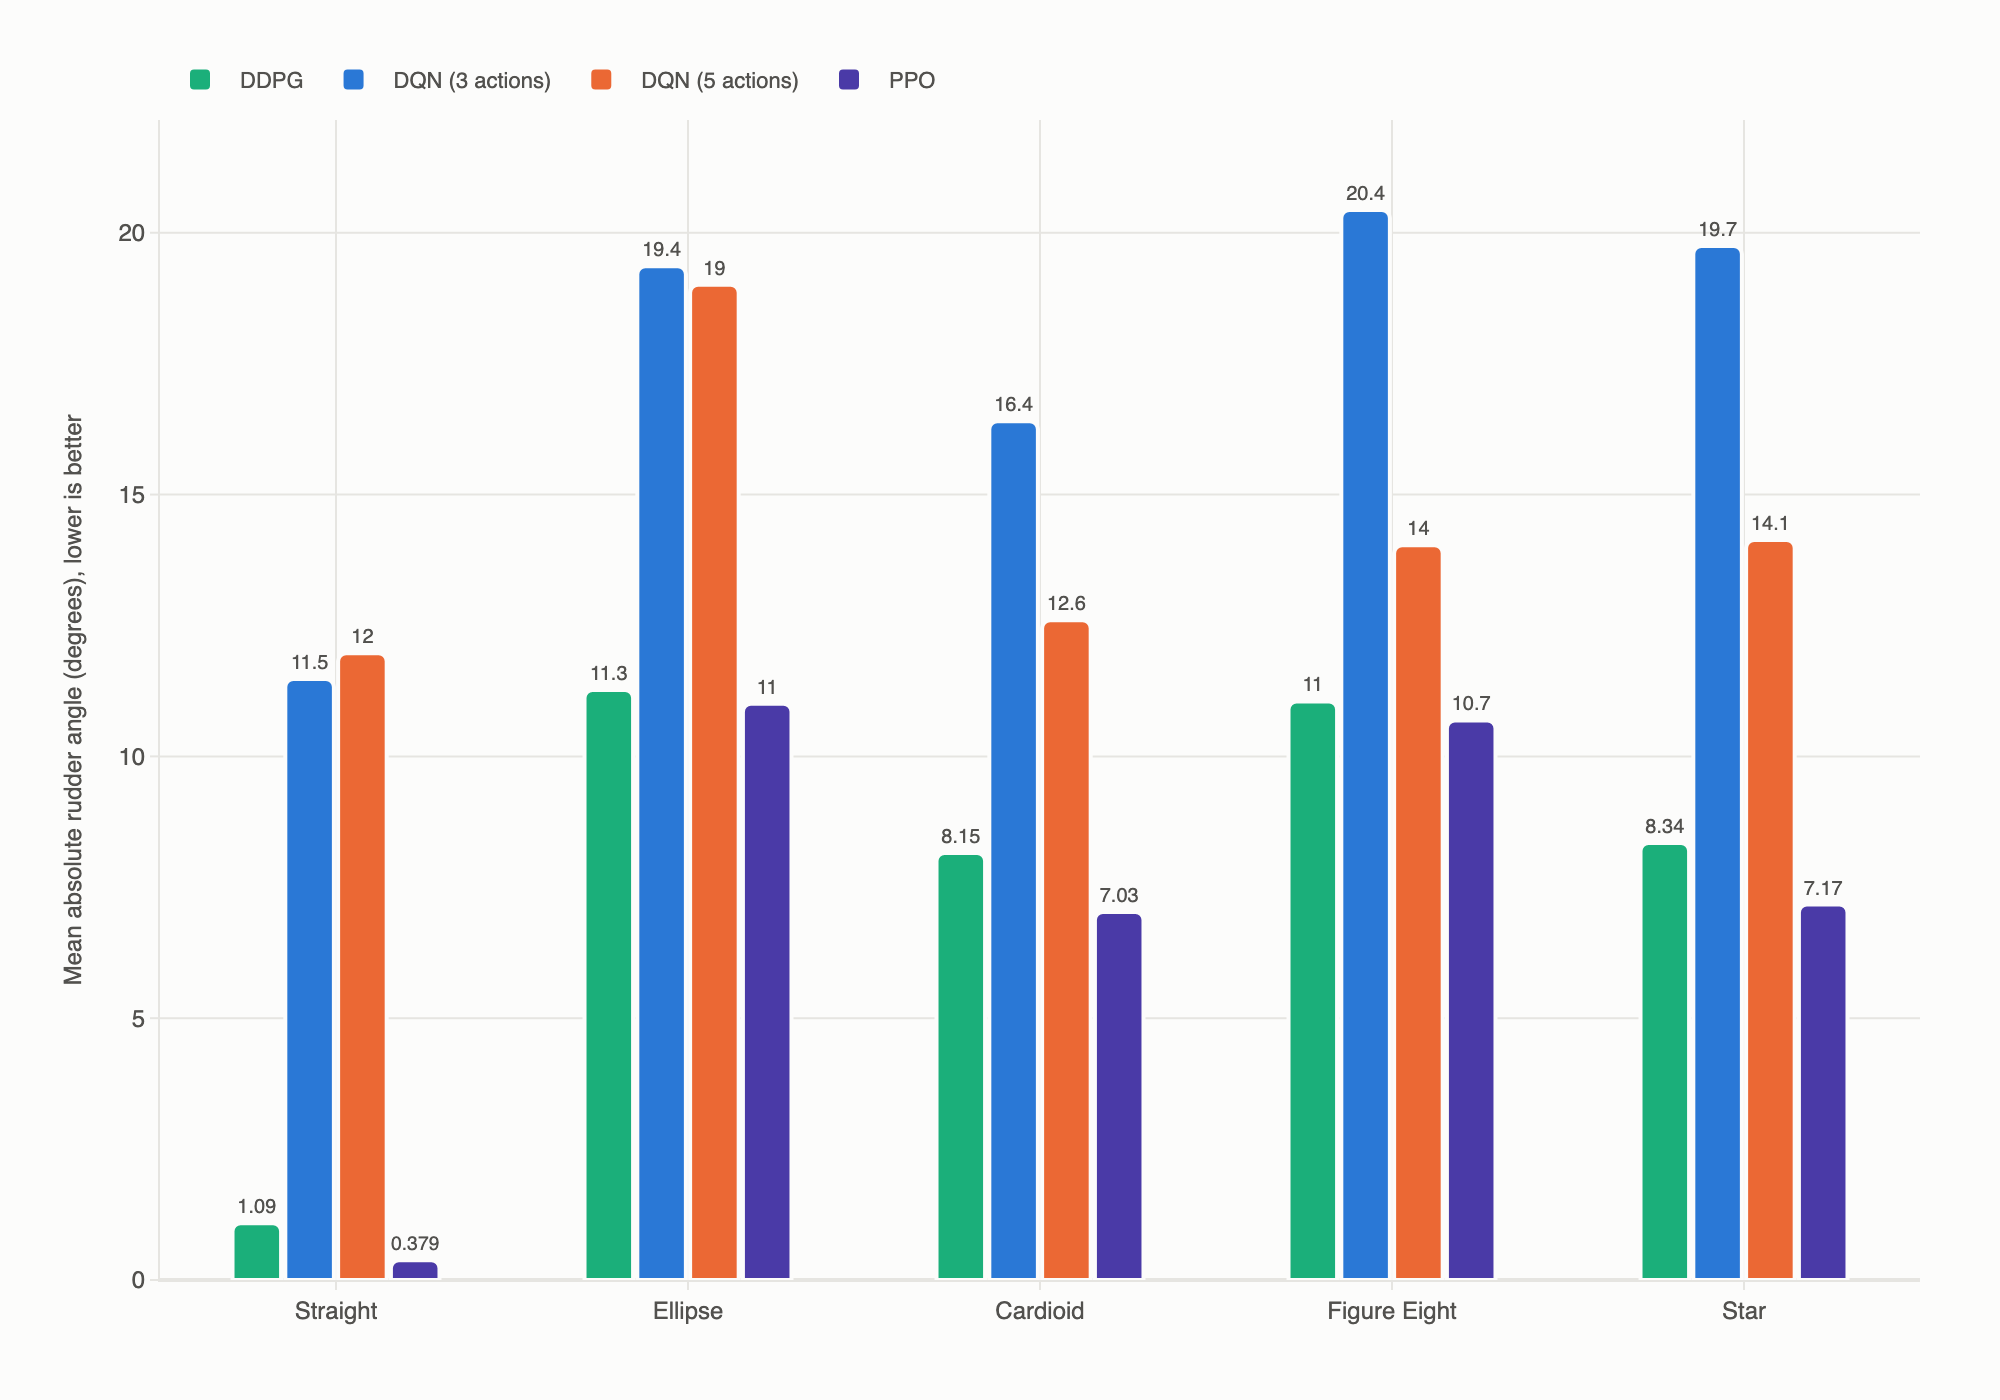 DDPG DQN (3 actions) DQN (5 actions) PPO
Mean absolute rudder angle (degrees), lower is better
20
15
10
5
0
1.09 11.5 12 0.379
11.3 19.4 19 11
8.15 16.4 12.6 7.03
11 20.4 14 10.7
8.34 19.7 14.1 7.17
Straight Ellipse Cardioid Figure Eight Star